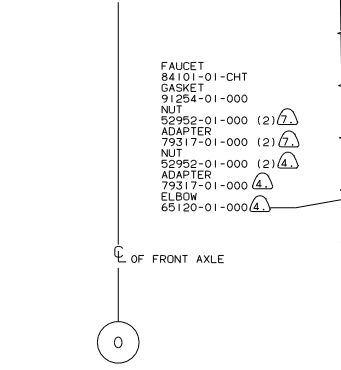 FAUCET
84101-01-CHT
GASKET
91254-01-000
NUT
52952-01-000 (2) 7.
ADAPTER
79317-01-000 (2) 7.
NUT
52952-01-000 (2) 4.
ADAPTER
79317-01-000 4.
ELBOW
65120-01-000 4.
℄ OF FRONT AXLE
0